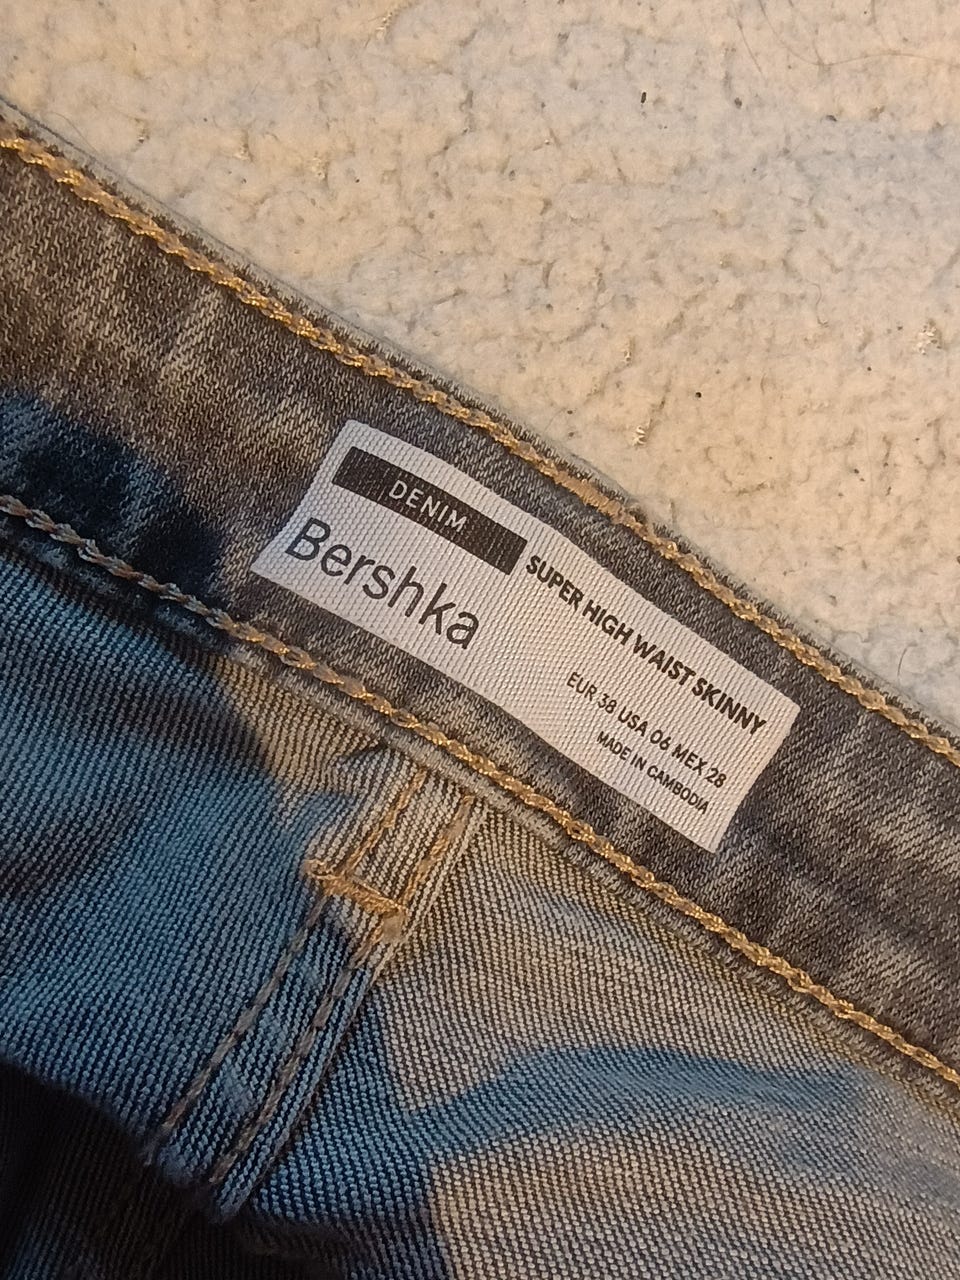 DENIM
Bershka
SUPER HIGH WAIST SKINNY
EUR 38 USA 06 MEX 28
MADE IN CAMBODIA